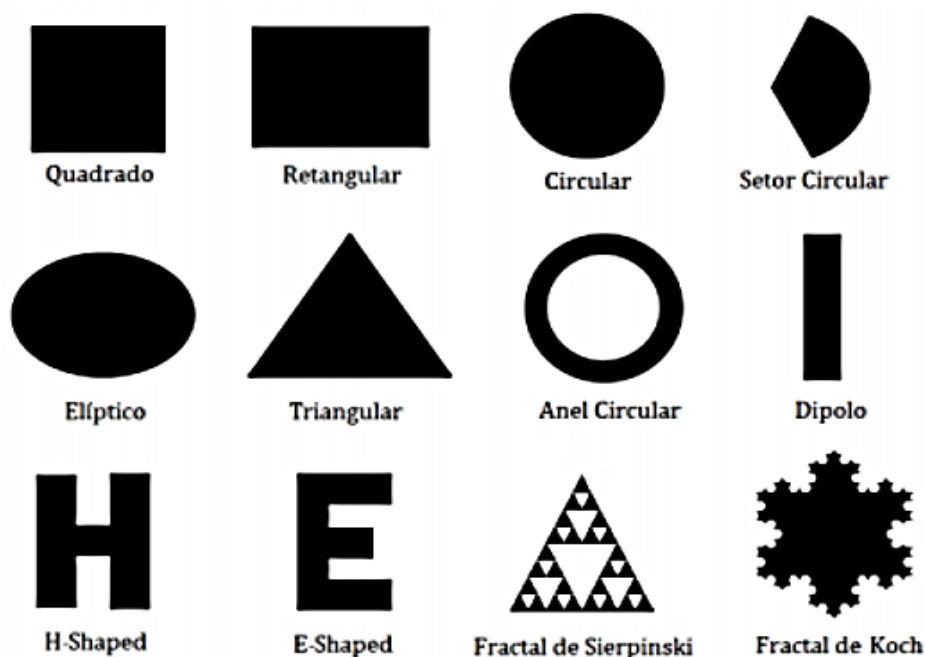 Quadrado
Retangular
Circular
Setor Circular
Elíptico
Triangular
Anel Circular
Dipolo
H-Shaped
E-Shaped
Fractal de Sierpinski
Fractal de Koch